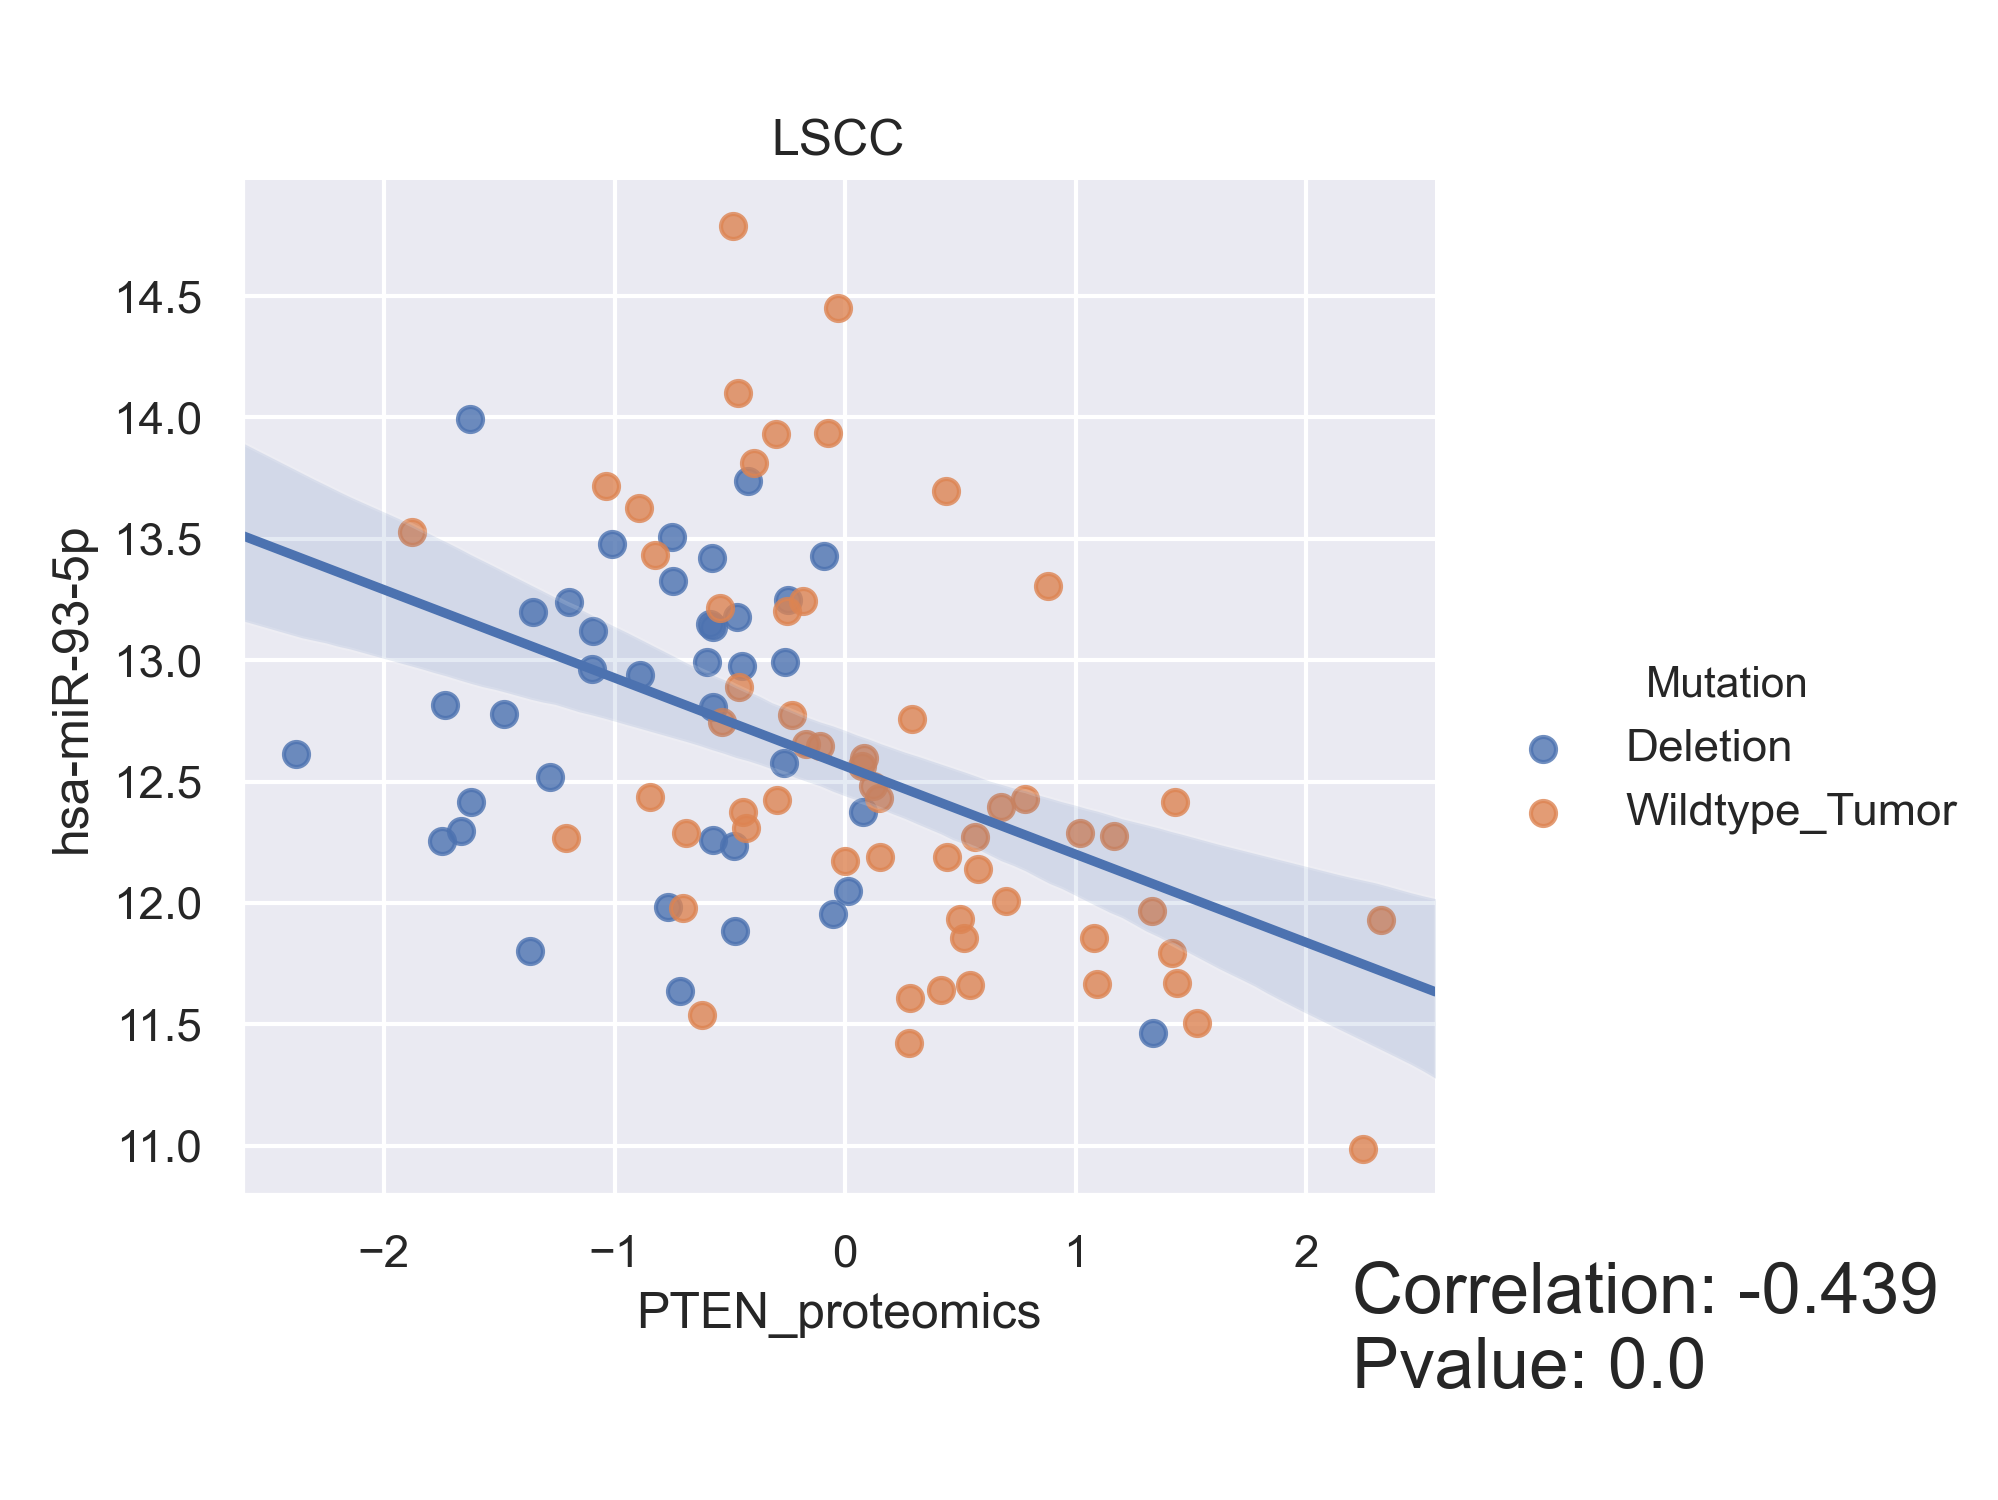 LSCC
hsa-miR-93-5p
14.5
14.0
13.5
13.0
12.5
12.0
11.5
11.0
−2 −1 0 1 2
PTEN_proteomics
Mutation
Deletion
Wildtype_Tumor
Correlation: -0.439
Pvalue: 0.0